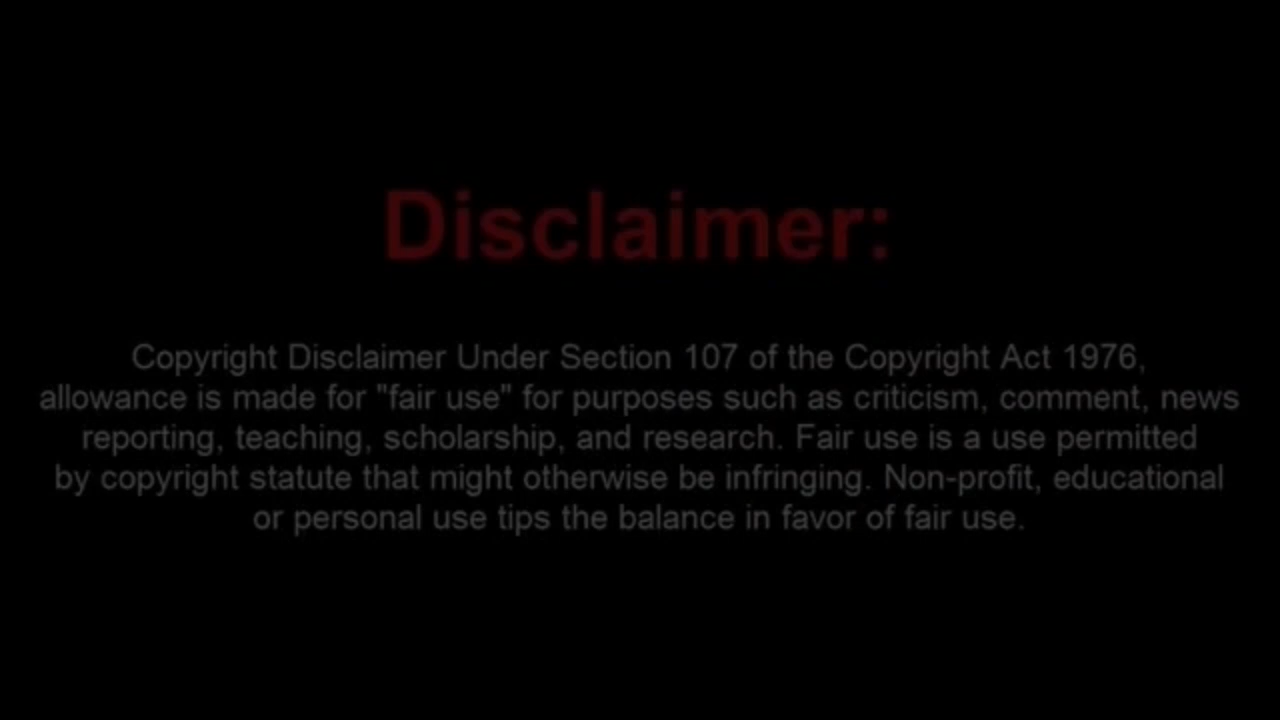 Disclaimer:
Copyright Disclaimer Under Section 107 of the Copyright Act 1976,
allowance is made for "fair use" for purposes such as criticism, comment, news
reporting, teaching, scholarship, and research. Fair use is a use permitted
by copyright statute that might otherwise be infringing. Non-profit, educational
or personal use tips the balance in favor of fair use.